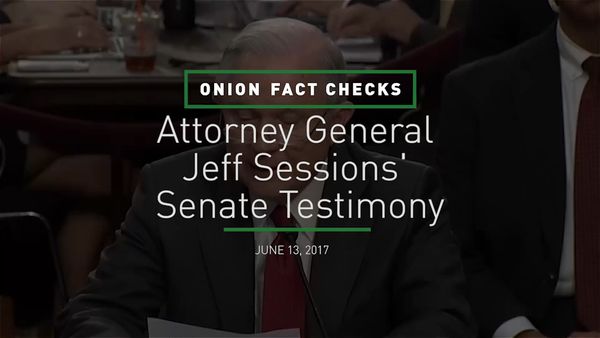 ONION FACT CHECKS
Attorney General
Jeff Sessions'
Senate Testimony
JUNE 13, 2017